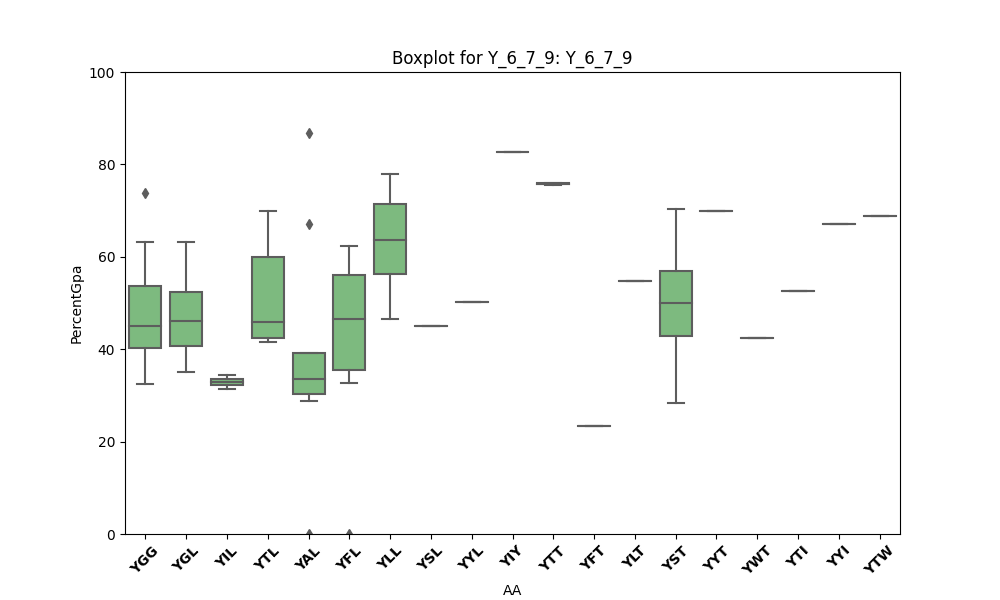 Boxplot for Y_6_7_9: Y_6_7_9
PercentGpa
100
80
60
40
20
0
YGG YGL YIL YTL YAL YFL YLL YSL YYL YIY YTT YFT YLT YST YYT YWT YTI YYI YTW
AA